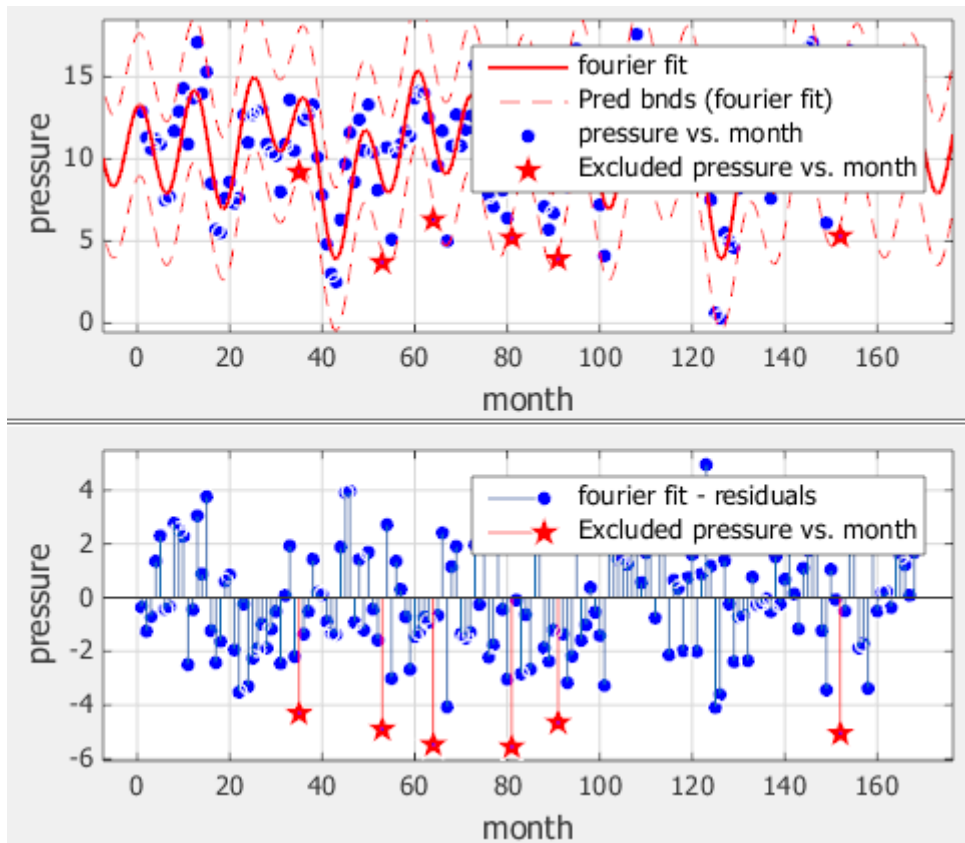 15
10
5
0
pressure
fourier fit
Pred bnds (fourier fit)
pressure vs. month
Excluded pressure vs. month
0 20 40 60 80 100 120 140 160
month
4
2
0
-2
-4
-6
pressure
fourier fit - residuals
Excluded pressure vs. month
0 20 40 60 80 100 120 140 160
month